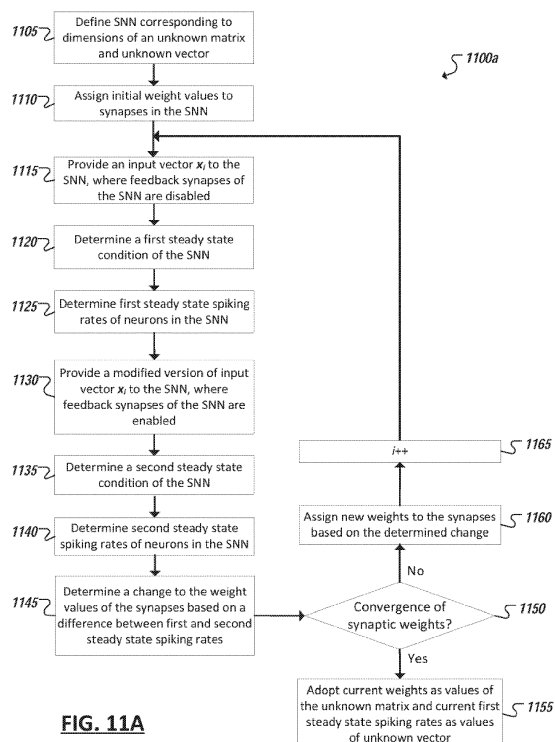 1105
Define SNN corresponding to
dimensions of an unknown matrix
and unknown vector
1100a
1110
Assign initial weight values to
synapses in the SNN
1115
Provide an input vector xi to the
SNN, where feedback synapses of
the SNN are disabled
1120
Determine a first steady state
condition of the SNN
1125
Determine first steady state spiking
rates of neurons in the SNN
1130
Provide a modified version of input
vector xi to the SNN, where
feedback synapses of the SNN are
enabled
1135
Determine a second steady state
condition of the SNN
1140
Determine second steady state
spiking rates of neurons in the SNN
1145
Determine a change to the weight
values of the synapses based on a
difference between first and second
steady state spiking rates
i++
1165
Assign new weights to the synapses
based on the determined change
1160
No
Convergence of
synaptic weights?
1150
Yes
Adopt current weights as values of
the unknown matrix and current first
steady state spiking rates as values
of unknown vector
1155
FIG. 11A